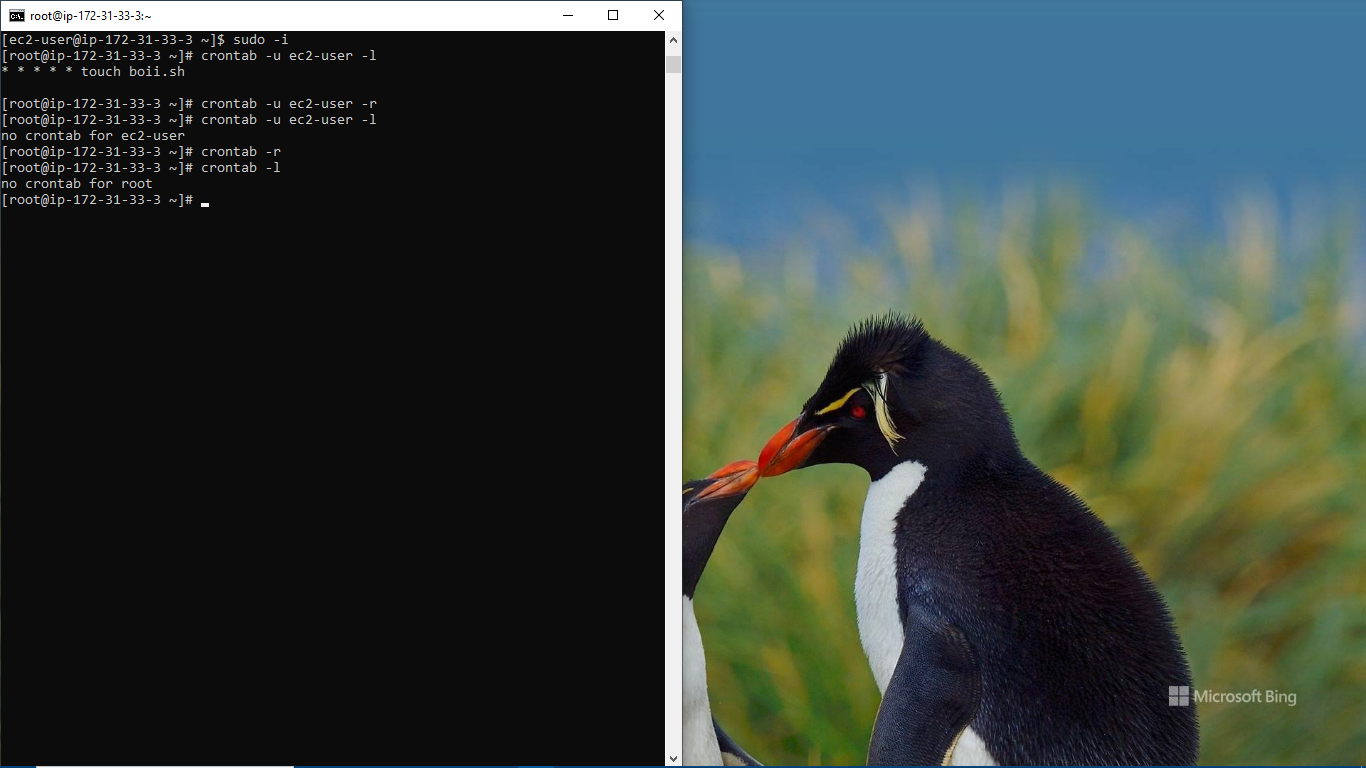 root@ip-172-31-33-3:~
[ec2-user@ip-172-31-33-3 ~]$ sudo -i
[root@ip-172-31-33-3 ~]# crontab -u ec2-user -l
* * * * * touch boii.sh
[root@ip-172-31-33-3 ~]# crontab -u ec2-user -r
[root@ip-172-31-33-3 ~]# crontab -u ec2-user -l
no crontab for ec2-user
[root@ip-172-31-33-3 ~]# crontab -r
[root@ip-172-31-33-3 ~]# crontab -l
no crontab for root
[root@ip-172-31-33-3 ~]#
Microsoft Bing